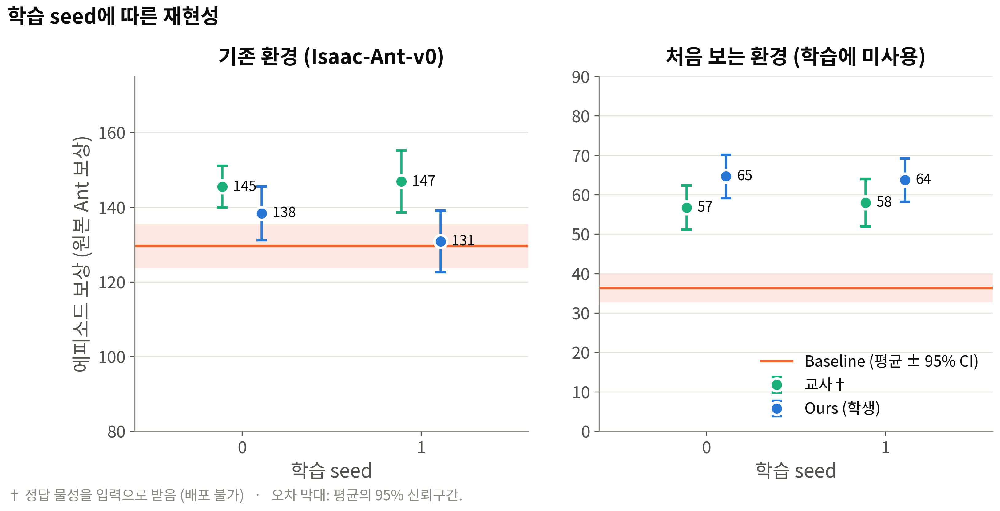 학습 seed에 따른 재현성
기존 환경 (Isaac-Ant-v0)
에피소드 보상 (원본 Ant 보상)
160
140
120
100
80
145
138
147
131
0
1
학습 seed
처음 보는 환경 (학습에 미사용)
90
80
70
60
50
40
30
20
10
0
57
65
58
64
Baseline (평균 ± 95% CI)
교사 †
Ours (학생)
0
1
학습 seed
† 정답 물성을 입력으로 받음 (배포 불가) · 오차 막대: 평균의 95% 신뢰구간.